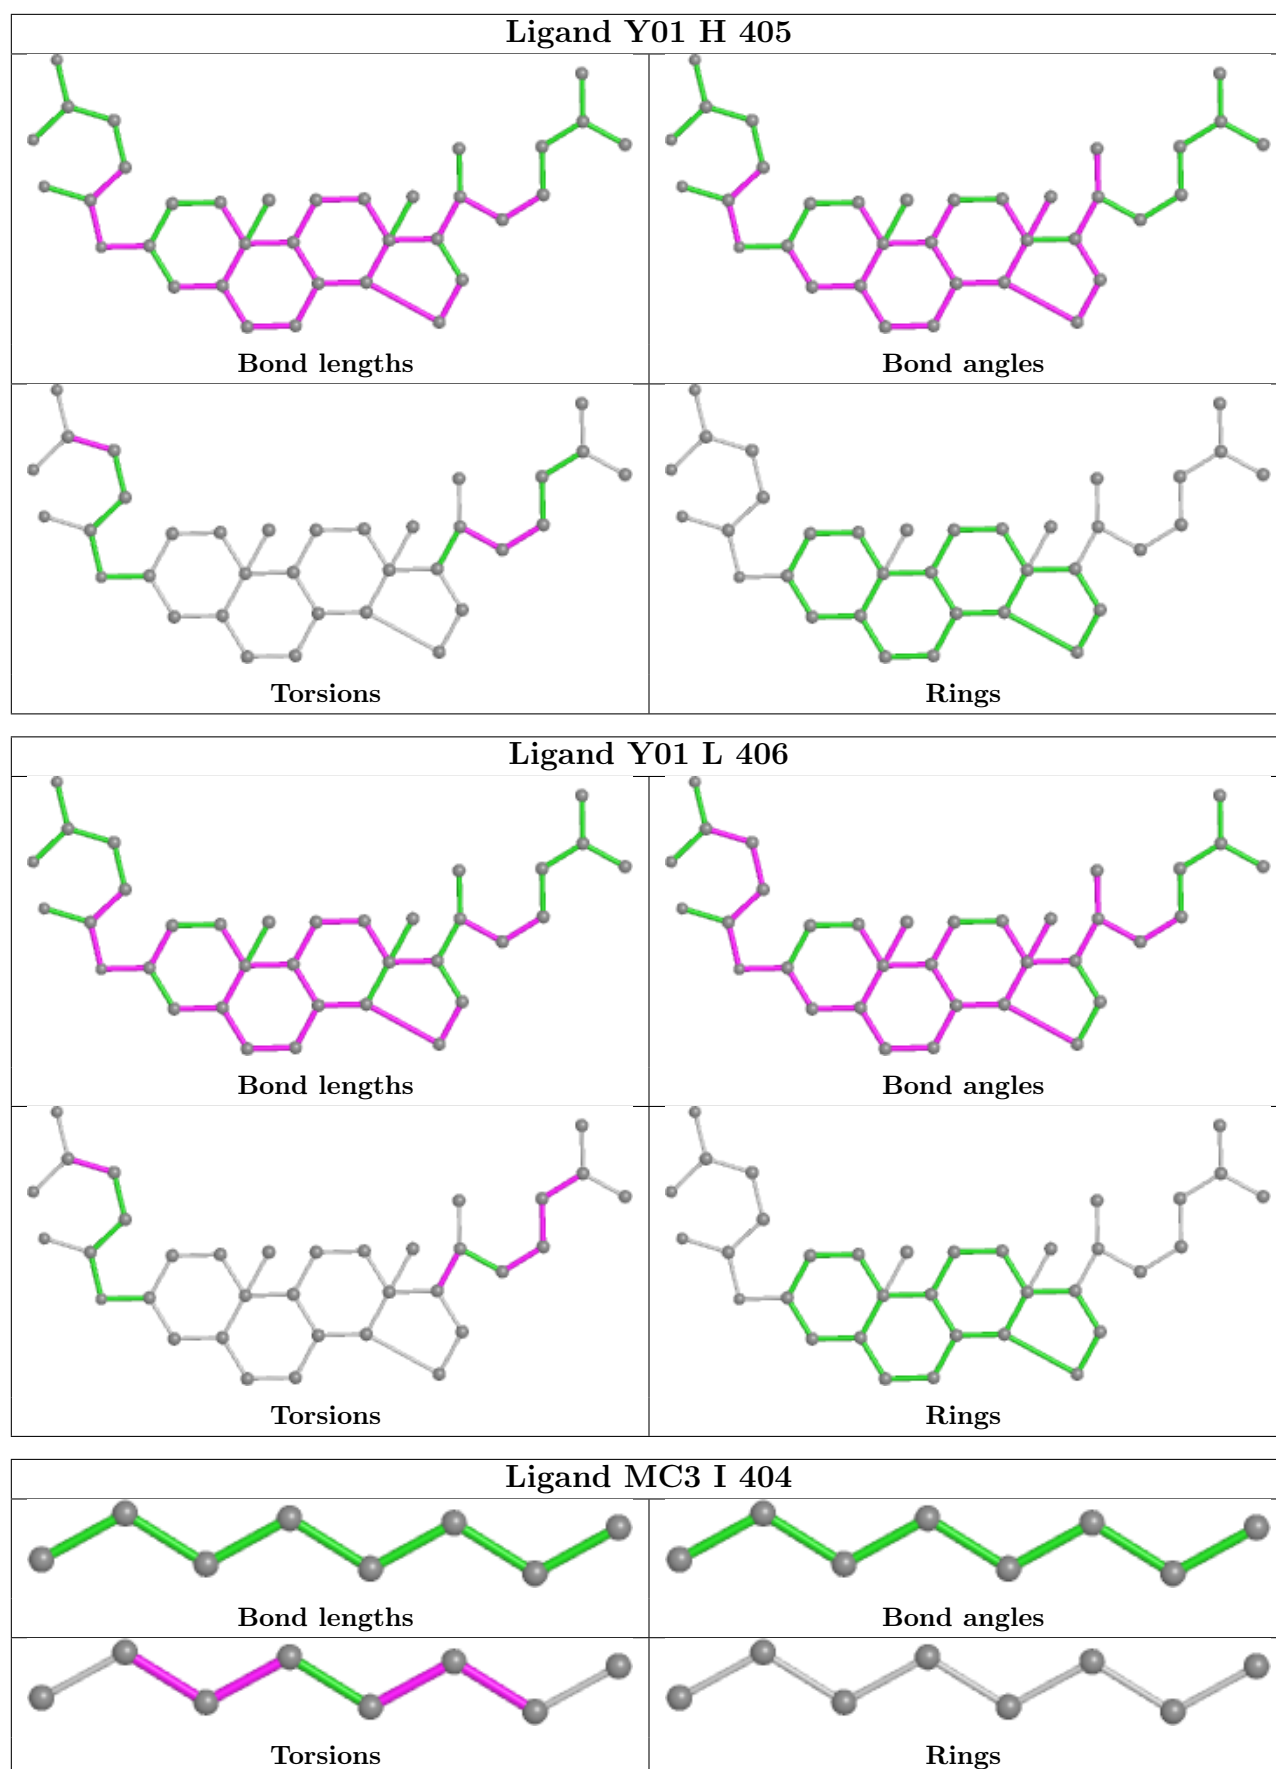 Ligand Y01 H 405
Bond lengths
Bond angles
Torsions
Rings
Ligand Y01 L 406
Bond lengths
Bond angles
Torsions
Rings
Ligand MC3 I 404
Bond lengths
Bond angles
Torsions
Rings